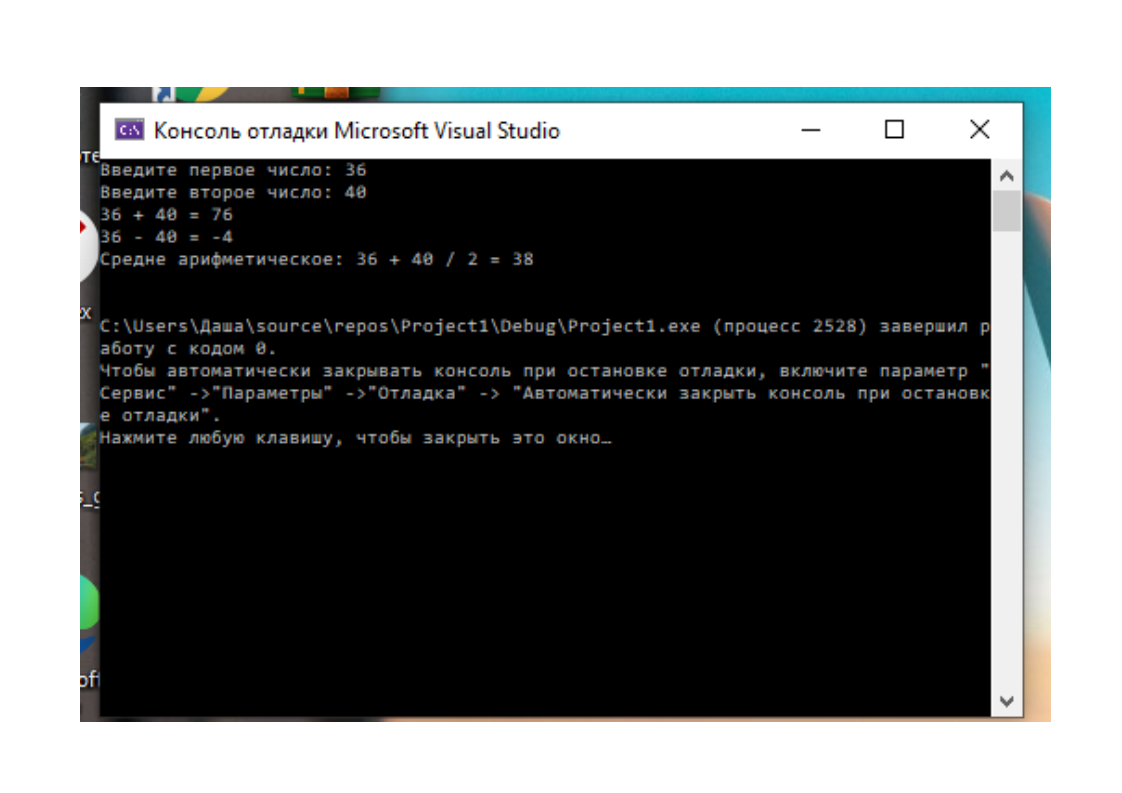 Консоль отладки Microsoft Visual Studio
Введите первое число: 36
Введите второе число: 40
36 + 40 = 76
36 - 40 = -4
Средне арифметическое: 36 + 40 / 2 = 38
C:\Users\Даша\source\repos\Project1\Debug\Project1.exe (процесс 2528) завершил р
аботу с кодом 0.
Чтобы автоматически закрывать консоль при остановке отладки, включите параметр "
Сервис" ->"Параметры" ->"Отладка" -> "Автоматически закрыть консоль при остановк
е отладки".
Нажмите любую клавишу, чтобы закрыть это окно…